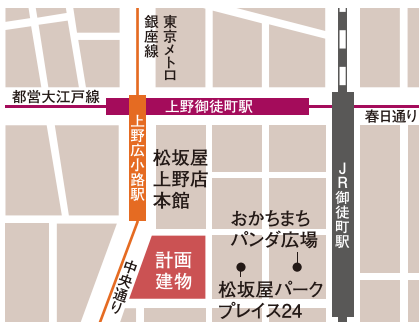 東京メトロ
銀座線
都営大江戸線
上野御徒町駅
春日通り
上野広小路駅
松坂屋
上野店
本館
JR御徒町駅
おかちまち
パンダ広場
計画
建物
中央通り
松坂屋パーク
プレイス24